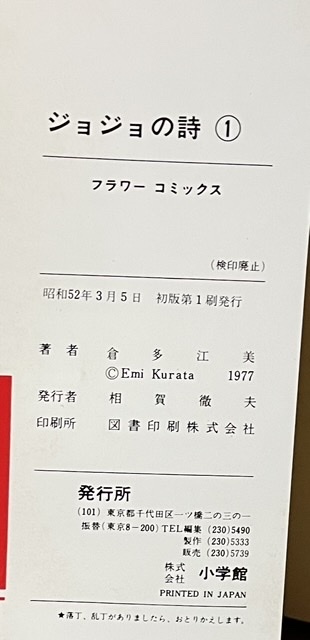 ジョジョの詩 ①
フラワー コミックス
(検印廃止)
昭和52年3月5日 初版第1刷発行
著者 倉多江美
©Emi Kurata 1977
発行者 相賀徹夫
印刷所 図書印刷株式会社
発行所
(101) 東京都千代田区一ツ橋二の三の一
振替(東京8−200)TEL編集 (230)5490
製作 (230)5333
販売 (230)5739
株式会社 小学館
PRINTED IN JAPAN
★落丁、乱丁がありましたら、おとりかえします。